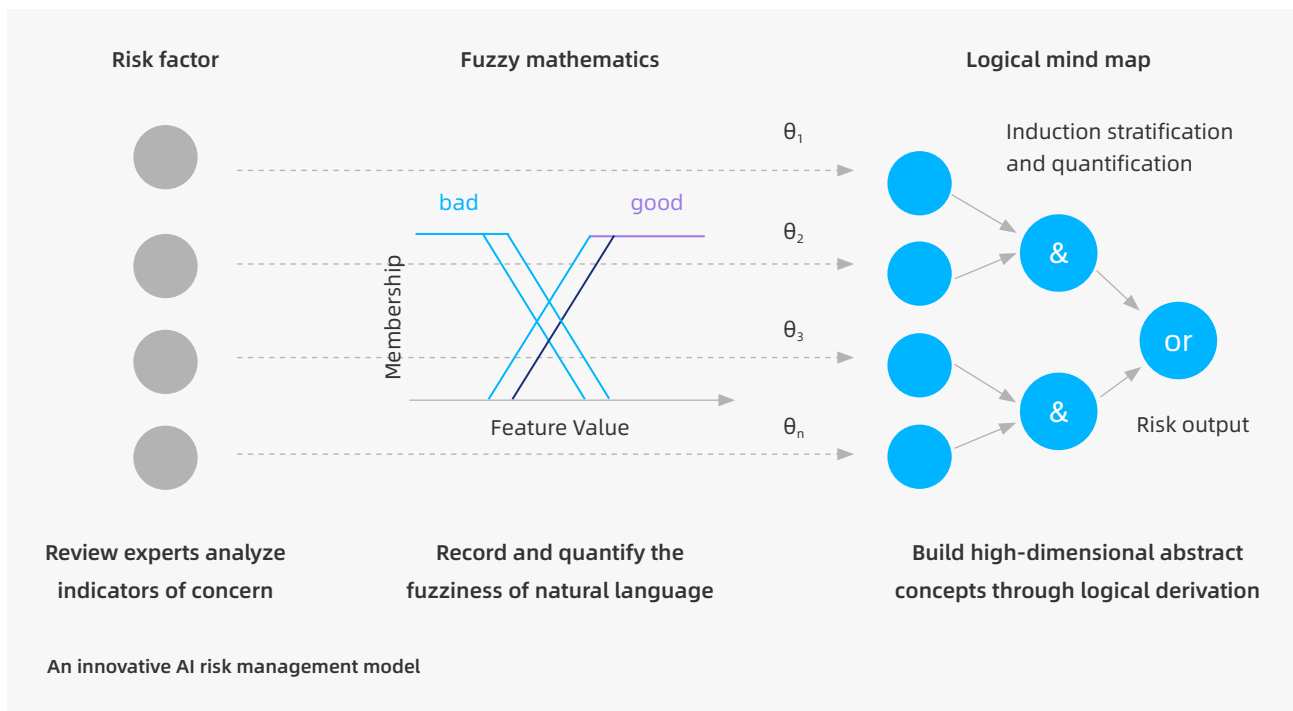 Risk factor
Fuzzy mathematics
Logical mind map
θ1
Induction stratification
and quantification
bad
good
θ2
&
Membership
θ3
or
&
Feature Value
θn
Risk output
Review experts analyze
indicators of concern
Record and quantify the
fuzziness of natural language
Build high-dimensional abstract
concepts through logical derivation
An innovative AI risk management model